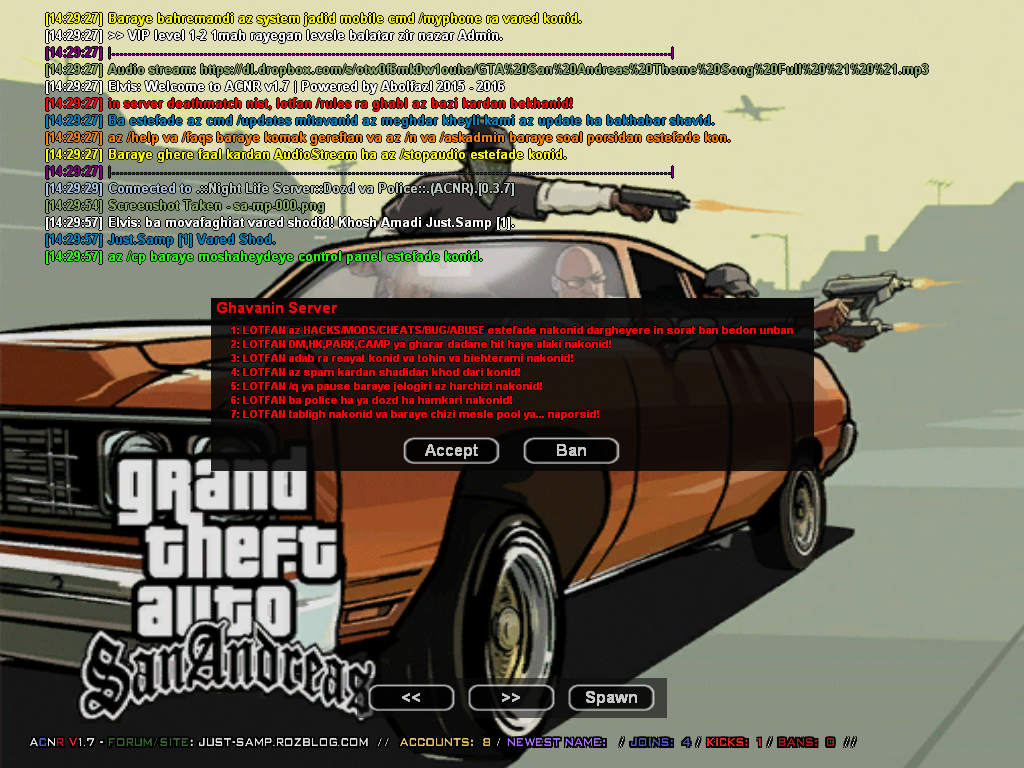 [14:29:27] Baraye bahremandi az system jadid mobile cmd /myphone ra vared konid.
[14:29:27] >> VIP level 1-2 1mah rayegan levele balatar zir nazar Admin.
[14:29:27] |----------------------------------------------------------------------|
[14:29:27] Audio stream: https://dl.dropbox.com/s/otw0f8mk0w1ouha/GTA%20San%20Andreas%20Theme%20Song%20Full%20%21%20%21.mp3
[14:29:27] Elvis: Welcome to ACNR v1.7 | Powered by Abolfazl 2015 - 2016
[14:29:27] in server deathmatch nist, lotfan /rules ra ghabl az bazi kardan bekhanid!
[14:29:27] Ba estefade az cmd /updates mitavanid az meghdar kheyli kami az update ha bakhabar shavid.
[14:29:27] az /help va /faqs baraye komak gereftan va az /n va /askadmin baraye soal porsidan estefade kon.
[14:29:27] Baraye ghere faal kardan AudioStream ha az /stopaudio estefade konid.
[14:29:27] |----------------------------------------------------------------------|
[14:29:29] Connected to .::Night Life Server::Dozd va Police::.(ACNR).[0.3.7]
[14:29:54] Screenshot Taken - sa-mp-000.png
[14:29:57] Elvis: ba movafaghiat vared shodid! Khosh Amadi Just.Samp [1].
[14:29:57] Just.Samp [1] Vared Shod.
[14:29:57] az /cp baraye moshaheydeye control panel estefade konid.
Ghavanin Server
1: LOTFAN az HACKS/MODS/CHEATS/BUG/ABUSE estefade nakonid dargheyere in sorat ban bedon unban
2: LOTFAN DM,HK,PARK,CAMP ya gharar dadane hit haye alaki nakonid!
3: LOTFAN adab ra reayat konid va tohin va biehterami nakonid!
4: LOTFAN az spam kardan shadidan khod dari konid!
5: LOTFAN /q ya pause baraye jelogiri az harchizi nakonid!
6: LOTFAN ba police ha ya dozd ha hamkari nakonid!
7: LOTFAN tabligh nakonid va baraye chizi mesle pool ya... naporsid!
Accept Ban
grand
theft
auto
San Andreas
<< >> Spawn
ACNR V1.7 - FORUM/SITE: JUST-SAMP.ROZBLOG.COM // ACCOUNTS: 8 / NEWEST NAME: / JOINS: 4 / KICKS: 1 / BANS: 0 //